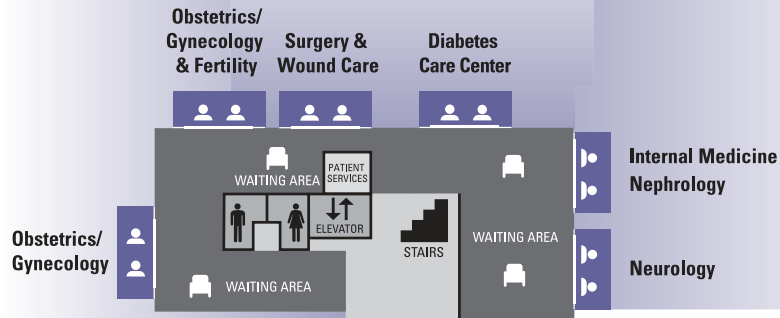 Obstetrics/
Gynecology
& Fertility
Surgery &
Wound Care
Diabetes
Care Center
Internal Medicine
Nephrology
WAITING AREA
PATIENT
SERVICES
ELEVATOR
STAIRS
WAITING AREA
Obstetrics/
Gynecology
Neurology
WAITING AREA